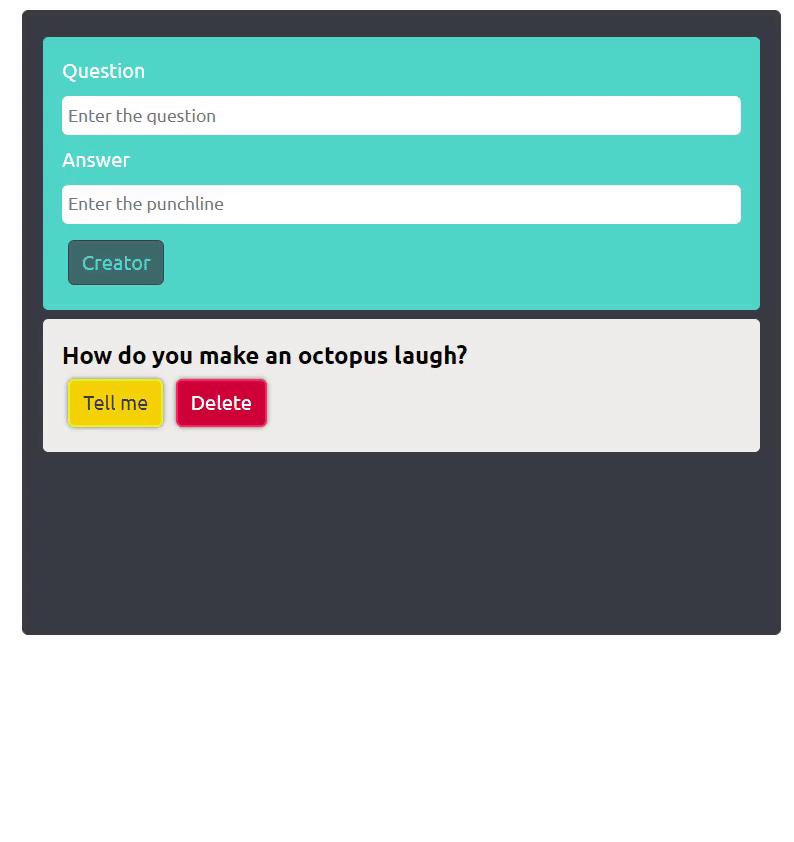 Question
Enter the question
Answer
Enter the punchline
Creator
How do you make an octopus laugh?
Tell me Delete